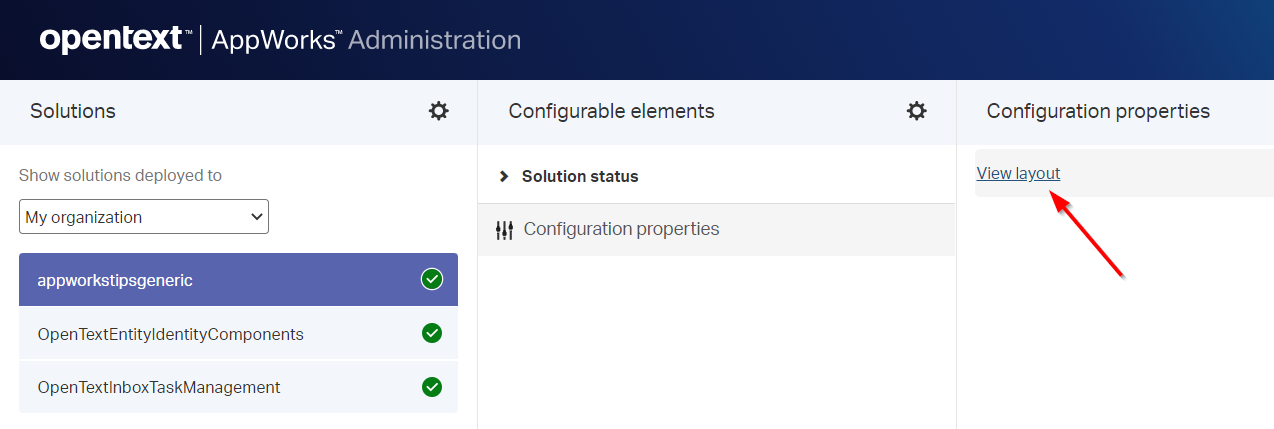 opentext™ | AppWorks™ Administration
Solutions
Configurable elements
Configuration properties
Show solutions deployed to
My organization
appworkstipsgeneric
OpenTextEntityIdentityComponents
OpenTextInboxTaskManagement
Solution status
Configuration properties
View layout